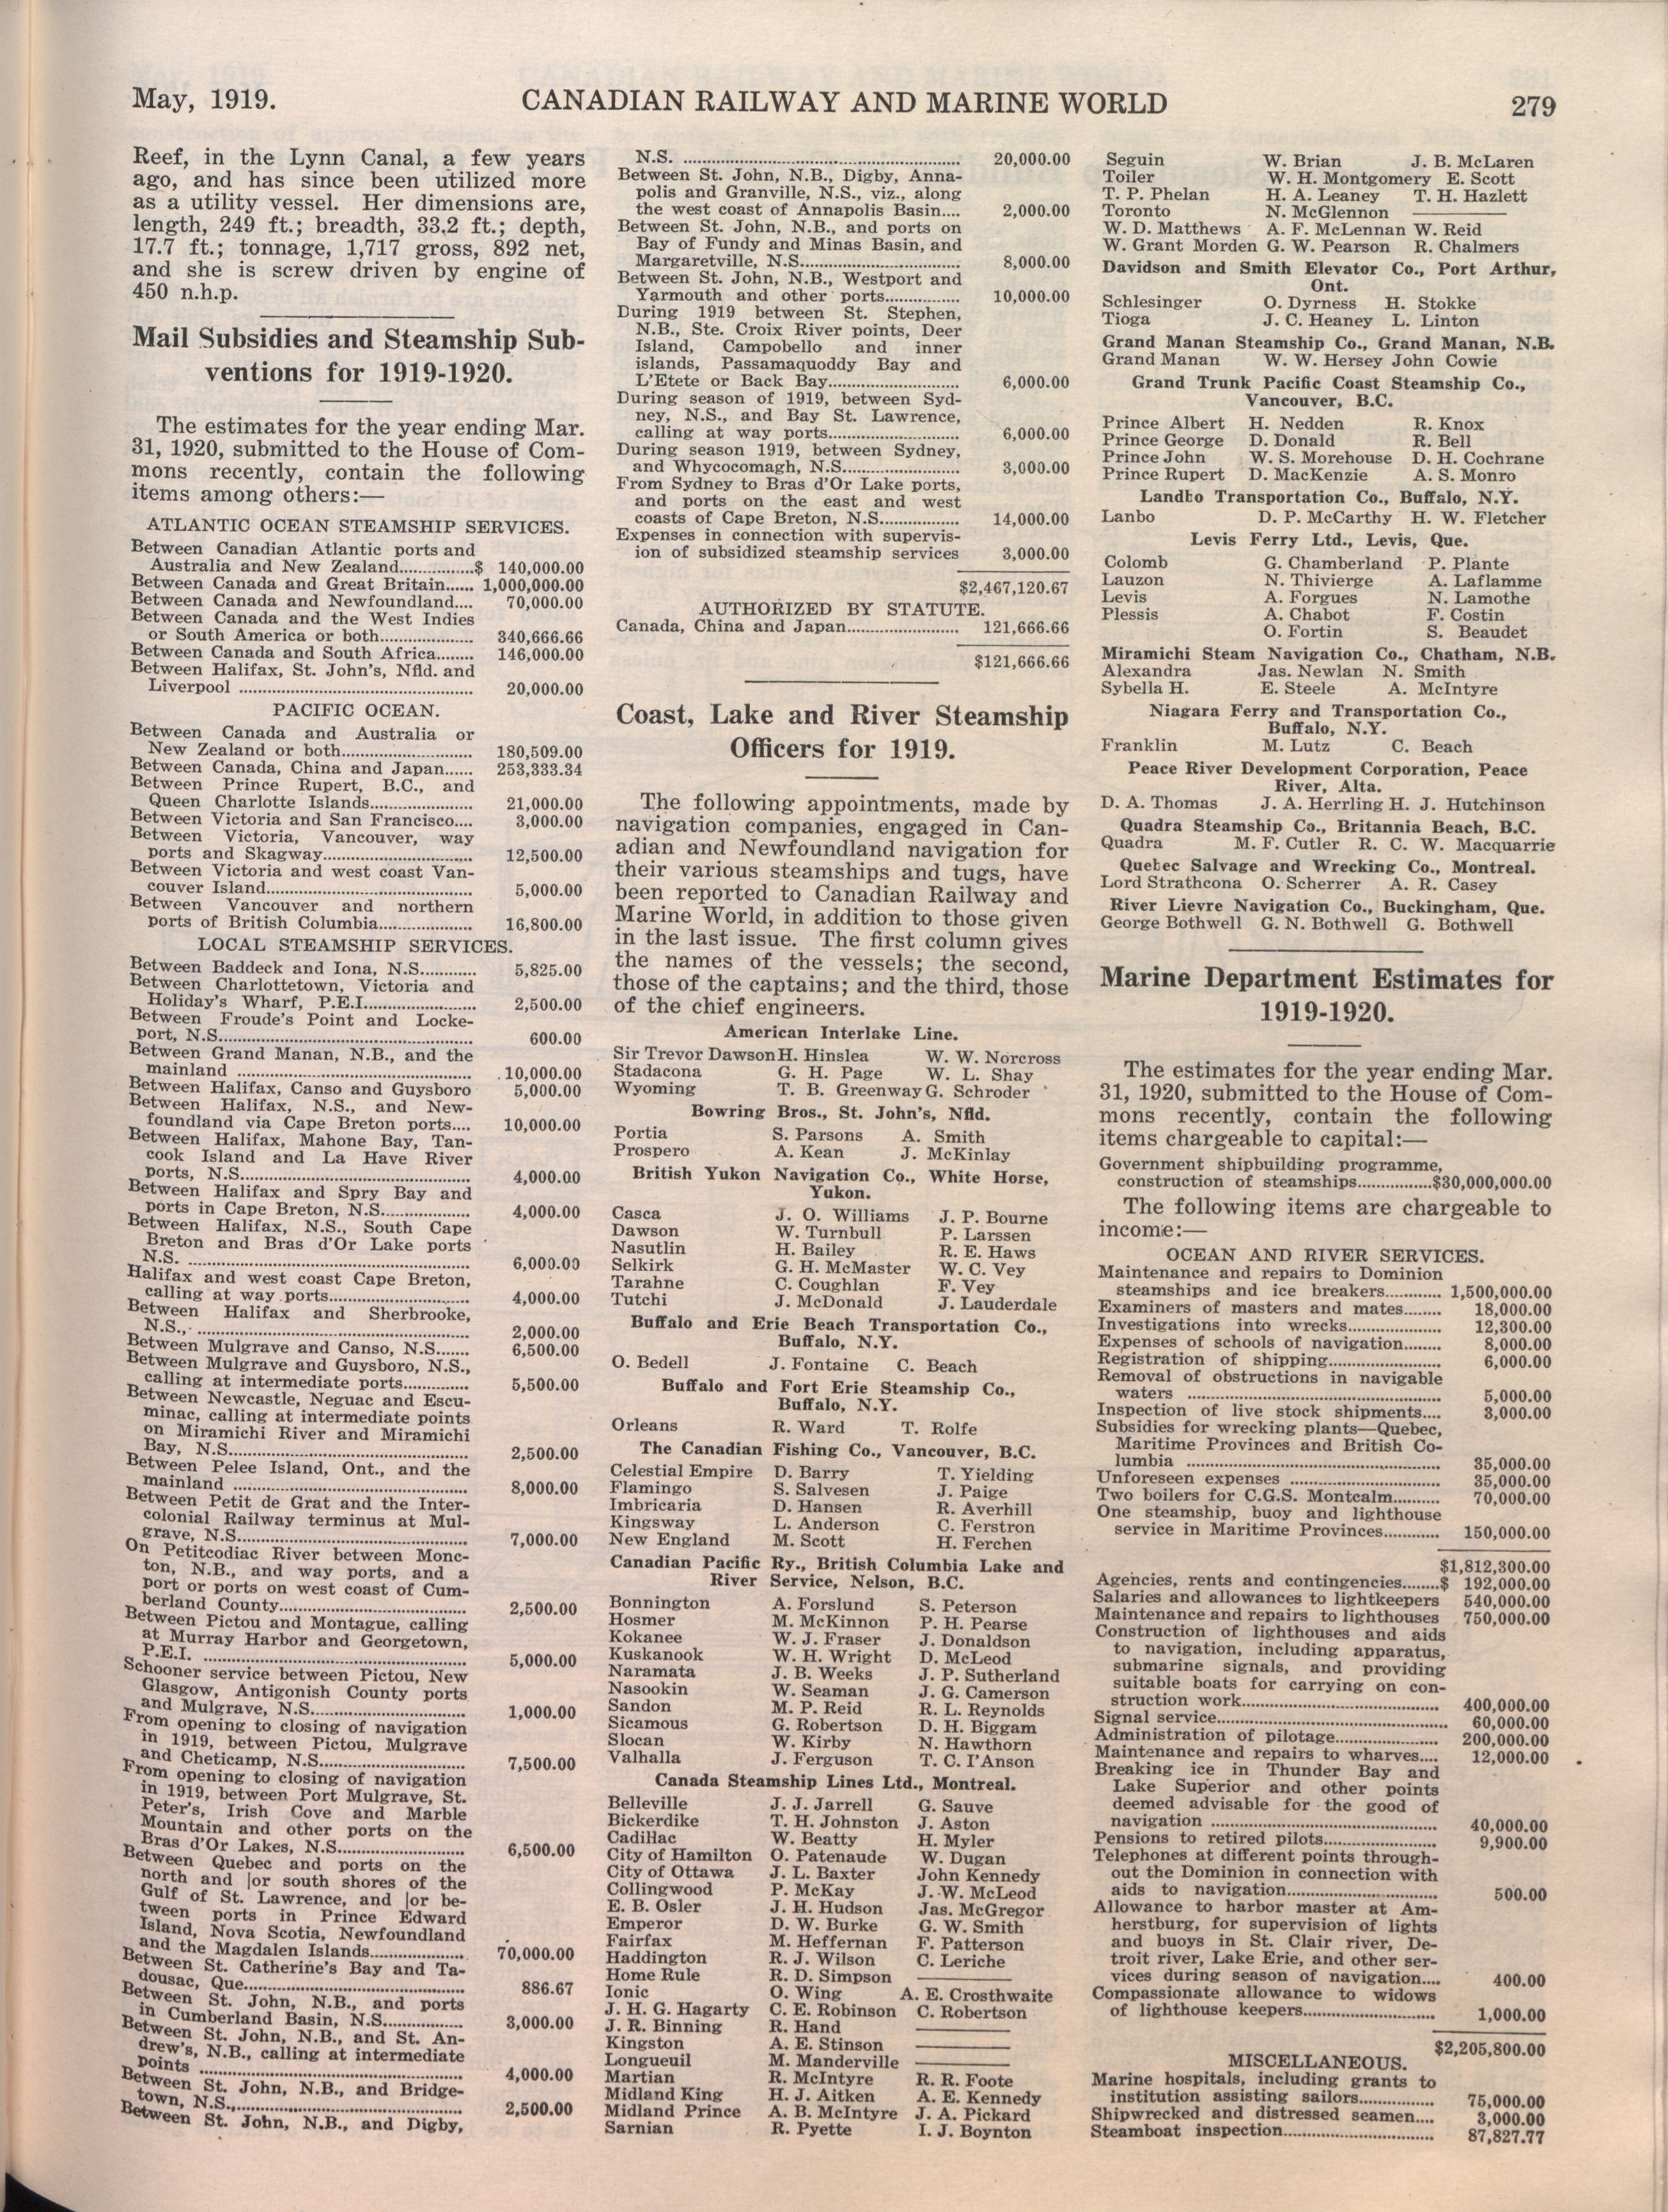 May, 1919.
CANADIAN RAILWAY AND MARINE WORLD
279
Reef, in the Lynn Canal, a few years
ago, and has since been utilized more
as a utility vessel. Her dimensions are,
length, 249 ft.; breadth, 33.2 ft.; depth,
17.7 ft.; tonnage, 1,717 gross, 892 net,
and she is screw driven by engine of
450 n.h.p.
Mail Subsidies and Steamship Sub-
ventions for 1919-1920.
The estimates for the year ending Mar.
31, 1920, submitted to the House of Com-
mons recently, contain the following
items among others:—
ATLANTIC OCEAN STEAMSHIP SERVICES.
Between Canadian Atlantic ports and
Australia and New Zealand..............$ 140,000.00
Between Canada and Great Britain...... 1,000,000.00
Between Canada and Newfoundland.... 70,000.00
Between Canada and the West Indies
or South America or both.................... 340,666.66
Between Canada and South Africa........ 146,000.00
Between Halifax, St. John's, Nfld. and
Liverpool ................................................ 20,000.00
PACIFIC OCEAN.
Between Canada and Australia or
New Zealand or both............................ 180,509.00
Between Canada, China and Japan...... 253,333.34
Between Prince Rupert, B.C., and
Queen Charlotte Islands...................... 21,000.00
Between Victoria and San Francisco.... 3,000.00
Between Victoria, Vancouver, way
ports and Skagway................................ 12,500.00
Between Victoria and west coast Van-
couver Island............................................ 5,000.00
Between Vancouver and northern
ports of British Columbia.................... 16,800.00
LOCAL STEAMSHIP SERVICES.
Between Baddeck and Iona, N.S............ 5,825.00
Between Charlottetown, Victoria and
Holiday's Wharf, P.E.I........................ 2,500.00
Between Froude's Point and Locke-
port, N.S.................................................... 600.00
Between Grand Manan, N.B., and the
mainland ................................................ 10,000.00
Between Halifax, Canso and Guysboro 5,000.00
Between Halifax, N.S., and New-
foundland via Cape Breton ports.... 10,000.00
Between Halifax, Mahone Bay, Tan-
cook Island and La Have River
ports, N.S................................................ 4,000.00
Between Halifax and Spry Bay and
ports in Cape Breton, N.S.................. 4,000.00
Between Halifax, N.S., South Cape
Breton and Bras d'Or Lake ports
N.S. .......................................................... 6,000.00
Halifax and west coast Cape Breton,
calling at way ports.............................. 4,000.00
Between Halifax and Sherbrooke,
N.S., ........................................................ 2,000.00
Between Mulgrave and Canso, N.S....... 6,500.00
Between Mulgrave and Guysboro, N.S.,
calling at intermediate ports.............. 5,500.00
Between Newcastle, Neguac and Escu-
minac, calling at intermediate points
on Miramichi River and Miramichi
Bay, N.S.................................................. 2,500.00
Between Pelee Island, Ont., and the
mainland ................................................ 8,000.00
Between Petit de Grat and the Inter-
colonial Railway terminus at Mul-
grave, N.S................................................ 7,000.00
On Petitcodiac River between Monc-
ton, N.B., and way ports, and a
port or ports on west coast of Cum-
berland County........................................ 2,500.00
Between Pictou and Montague, calling
at Murray Harbor and Georgetown,
P.E.I. ........................................................ 5,000.00
Schooner service between Pictou, New
Glasgow, Antigonish County ports
and Mulgrave, N.S.................................. 1,000.00
From opening to closing of navigation
in 1919, between Pictou, Mulgrave
and Cheticamp, N.S................................ 7,500.00
From opening to closing of navigation
in 1919, between Port Mulgrave, St.
Peter's, Irish Cove and Marble
Mountain and other ports on the
Bras d'Or Lakes, N.S............................ 6,500.00
Between Quebec and ports on the
north and |or south shores of the
Gulf of St. Lawrence, and |or be-
tween ports in Prince Edward
Island, Nova Scotia, Newfoundland
and the Magdalen Islands.................... 70,000.00
Between St. Catherine's Bay and Ta-
dousac, Que.............................................. 886.67
Between St. John, N.B., and ports
in Cumberland Basin, N.S................... 3,000.00
Between St. John, N.B., and St. An-
drew's, N.B., calling at intermediate
points ...................................................... 4,000.00
Between St. John, N.B., and Bridge-
town, N.S.,................................................ 2,500.00
Between St. John, N.B., and Digby,
N.S. .......................................................... 20,000.00
Between St. John, N.B., Digby, Anna-
polis and Granville, N.S., viz., along
the west coast of Annapolis Basin.... 2,000.00
Between St. John, N.B., and ports on
Bay of Fundy and Minas Basin, and
Margaretville, N.S.................................. 8,000.00
Between St. John, N.B., Westport and
Yarmouth and other ports................ 10,000.00
During 1919 between St. Stephen,
N.B., Ste. Croix River points, Deer
Island, Campobello and inner
islands, Passamaquoddy Bay and
L'Etete or Back Bay............................ 6,000.00
During season of 1919, between Syd-
ney, N.S., and Bay St. Lawrence,
calling at way ports............................ 6,000.00
During season 1919, between Sydney,
and Whycocomagh, N.S........................ 3,000.00
From Sydney to Bras d'Or Lake ports,
and ports on the east and west
coasts of Cape Breton, N.S................. 14,000.00
Expenses in connection with supervis-
ion of subsidized steamship services 3,000.00
$2,467,120.67
AUTHORIZED BY STATUTE.
Canada, China and Japan........................ 121,666.66
$121,666.66
Coast, Lake and River Steamship
Officers for 1919.
The following appointments, made by
navigation companies, engaged in Can-
adian and Newfoundland navigation for
their various steamships and tugs, have
been reported to Canadian Railway and
Marine World, in addition to those given
in the last issue. The first column gives
the names of the vessels; the second,
those of the captains; and the third, those
of the chief engineers.
American Interlake Line.
Sir Trevor Dawson H. Hinslea W. W. Norcross
Stadacona G. H. Page W. L. Shay
Wyoming T. B. Greenway G. Schroder
Bowring Bros., St. John's, Nfld.
Portia S. Parsons A. Smith
Prospero A. Kean J. McKinlay
British Yukon Navigation Co., White Horse,
Yukon.
Casca J. O. Williams J. P. Bourne
Dawson W. Turnbull P. Larssen
Nasutlin H. Bailey R. E. Haws
Selkirk G. H. McMaster W. C. Vey
Tarahne C. Coughlan F. Vey
Tutchi J. McDonald J. Lauderdale
Buffalo and Erie Beach Transportation Co.,
Buffalo, N.Y.
O. Bedell J. Fontaine C. Beach
Buffalo and Fort Erie Steamship Co.,
Buffalo, N.Y.
Orleans R. Ward T. Rolfe
The Canadian Fishing Co., Vancouver, B.C.
Celestial Empire D. Barry T. Yielding
Flamingo S. Salvesen J. Paige
Imbricaria D. Hansen R. Averhill
Kingsway L. Anderson C. Ferstron
New England M. Scott H. Ferchen
Canadian Pacific Ry., British Columbia Lake and
River Service, Nelson, B.C.
Bonnington A. Forslund S. Peterson
Hosmer M. McKinnon P. H. Pearse
Kokanee W. J. Fraser J. Donaldson
Kuskanook W. H. Wright D. McLeod
Naramata J. B. Weeks J. P. Sutherland
Nasookin W. Seaman J. G. Camerson
Sandon M. P. Reid R. L. Reynolds
Sicamous G. Robertson D. H. Biggam
Slocan W. Kirby N. Hawthorn
Valhalla J. Ferguson T. C. I'Anson
Canada Steamship Lines Ltd., Montreal.
Belleville J. J. Jarrell G. Sauve
Bickerdike T. H. Johnston J. Aston
Cadillac W. Beatty H. Myler
City of Hamilton O. Patenaude W. Dugan
City of Ottawa J. L. Baxter John Kennedy
Collingwood P. McKay J. W. McLeod
E. B. Osler J. H. Hudson Jas. McGregor
Emperor D. W. Burke G. W. Smith
Fairfax M. Heffernan F. Patterson
Haddington R. J. Wilson C. Leriche
Home Rule R. D. Simpson ————
Ionic O. Wing A. E. Crosthwaite
J. H. G. Hagarty C. E. Robinson C. Robertson
J. R. Binning R. Hand ————
Kingston A. E. Stinson ————
Longueuil M. Manderville ————
Martian R. McIntyre R. R. Foote
Midland King H. J. Aitken A. E. Kennedy
Midland Prince A. B. McIntyre J. A. Pickard
Sarnian R. Pyette I. J. Boynton
Seguin W. Brian J. B. McLaren
Toiler W. H. Montgomery E. Scott
T. P. Phelan H. A. Leaney T. H. Hazlett
Toronto N. McGlennon ————
W. D. Matthews A. F. McLennan W. Reid
W. Grant Morden G. W. Pearson R. Chalmers
Davidson and Smith Elevator Co., Port Arthur,
Ont.
Schlesinger O. Dyrness H. Stokke
Tioga J. C. Heaney L. Linton
Grand Manan Steamship Co., Grand Manan, N.B.
Grand Manan W. W. Hersey John Cowie
Grand Trunk Pacific Coast Steamship Co.,
Vancouver, B.C.
Prince Albert H. Nedden R. Knox
Prince George D. Donald R. Bell
Prince John W. S. Morehouse D. H. Cochrane
Prince Rupert D. MacKenzie A. S. Monro
Landbo Transportation Co., Buffalo, N.Y.
Lanbo D. P. McCarthy H. W. Fletcher
Levis Ferry Ltd., Levis, Que.
Colomb G. Chamberland P. Plante
Lauzon N. Thivierge A. Laflamme
Levis A. Forgues N. Lamothe
Plessis A. Chabot F. Costin
O. Fortin S. Beaudet
Miramichi Steam Navigation Co., Chatham, N.B.
Alexandra Jas. Newlan N. Smith
Sybella H. E. Steele A. McIntyre
Niagara Ferry and Transportation Co.,
Buffalo, N.Y.
Franklin M. Lutz C. Beach
Peace River Development Corporation, Peace
River, Alta.
D. A. Thomas J. A. Herrling H. J. Hutchinson
Quadra Steamship Co., Britannia Beach, B.C.
Quadra M. F. Cutler R. C. W. Macquarrie
Quebec Salvage and Wrecking Co., Montreal.
Lord Strathcona O. Scherrer A. R. Casey
River Lievre Navigation Co., Buckingham, Que.
George Bothwell G. N. Bothwell G. Bothwell
Marine Department Estimates for
1919-1920.
The estimates for the year ending Mar.
31, 1920, submitted to the House of Com-
mons recently, contain the following
items chargeable to capital:—
Government shipbuilding programme,
construction of steamships...............$30,000,000.00
The following items are chargeable to
income:—
OCEAN AND RIVER SERVICES.
Maintenance and repairs to Dominion
steamships and ice breakers............ 1,500,000.00
Examiners of masters and mates........ 18,000.00
Investigations into wrecks.................... 12,300.00
Expenses of schools of navigation........ 8,000.00
Registration of shipping........................ 6,000.00
Removal of obstructions in navigable
waters ...................................................... 5,000.00
Inspection of live stock shipments.... 3,000.00
Subsidies for wrecking plants—Quebec,
Maritime Provinces and British Co-
lumbia ...................................................... 35,000.00
Unforeseen expenses ................................ 35,000.00
Two boilers for C.G.S. Montcalm.......... 70,000.00
One steamship, buoy and lighthouse
service in Maritime Provinces............ 150,000.00
$1,812,300.00
Agencies, rents and contingencies........$ 192,000.00
Salaries and allowances to lightkeepers 540,000.00
Maintenance and repairs to lighthouses 750,000.00
Construction of lighthouses and aids
to navigation, including apparatus,
submarine signals, and providing
suitable boats for carrying on con-
struction work.......................................... 400,000.00
Signal service................................................ 60,000.00
Administration of pilotage...................... 200,000.00
Maintenance and repairs to wharves.... 12,000.00
Breaking ice in Thunder Bay and
Lake Superior and other points
deemed advisable for the good of
navigation ................................................ 40,000.00
Pensions to retired pilots........................ 9,900.00
Telephones at different points through-
out the Dominion in connection with
aids to navigation................................ 500.00
Allowance to harbor master at Am-
herstburg, for supervision of lights
and buoys in St. Clair river, De-
troit river, Lake Erie, and other ser-
vices during season of navigation.... 400.00
Compassionate allowance to widows
of lighthouse keepers............................ 1,000.00
$2,205,800.00
MISCELLANEOUS.
Marine hospitals, including grants to
institution assisting sailors................ 75,000.00
Shipwrecked and distressed seamen.... 3,000.00
Steamboat inspection................................ 87,827.77